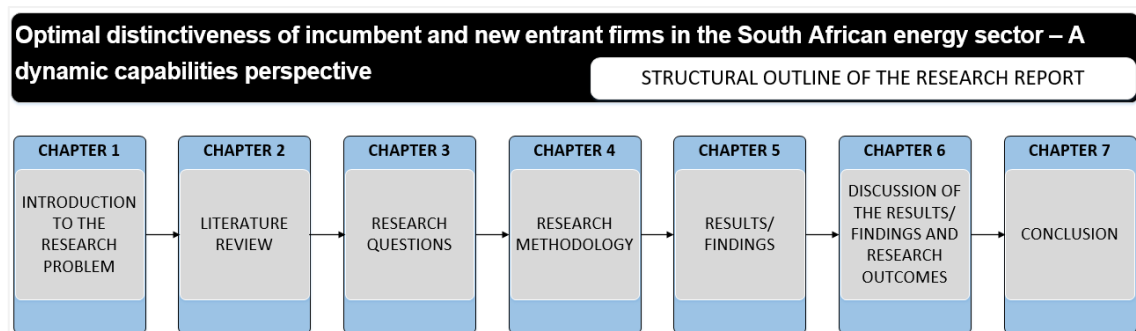 Optimal distinctiveness of incumbent and new entrant firms in the South African energy sector – A
dynamic capabilities perspective
STRUCTURAL OUTLINE OF THE RESEARCH REPORT
CHAPTER 1
INTRODUCTION
TO THE
RESEARCH
PROBLEM
CHAPTER 2
LITERATURE
REVIEW
CHAPTER 3
RESEARCH
QUESTIONS
CHAPTER 4
RESEARCH
METHODOLOGY
CHAPTER 5
RESULTS/
FINDINGS
CHAPTER 6
DISCUSSION OF
THE RESULTS/
FINDINGS AND
RESEARCH
OUTCOMES
CHAPTER 7
CONCLUSION